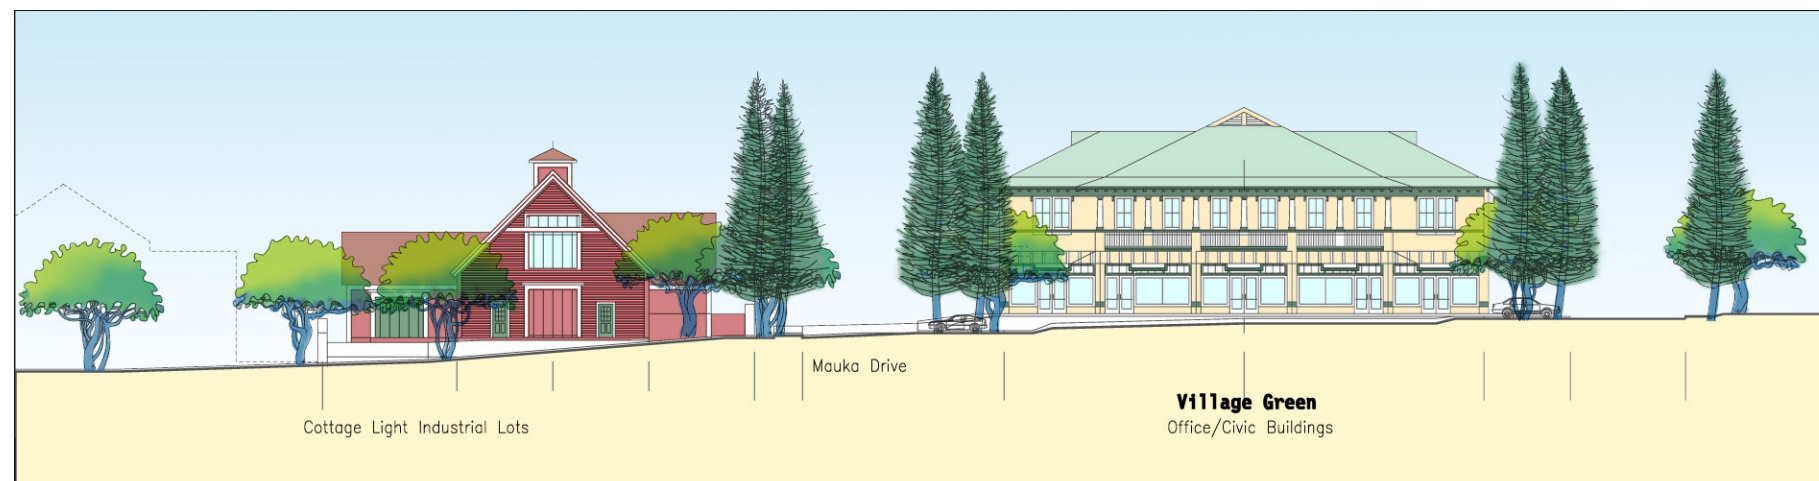 Mauka Drive
Village Green
Office/Civic Buildings
Cottage Light Industrial Lots